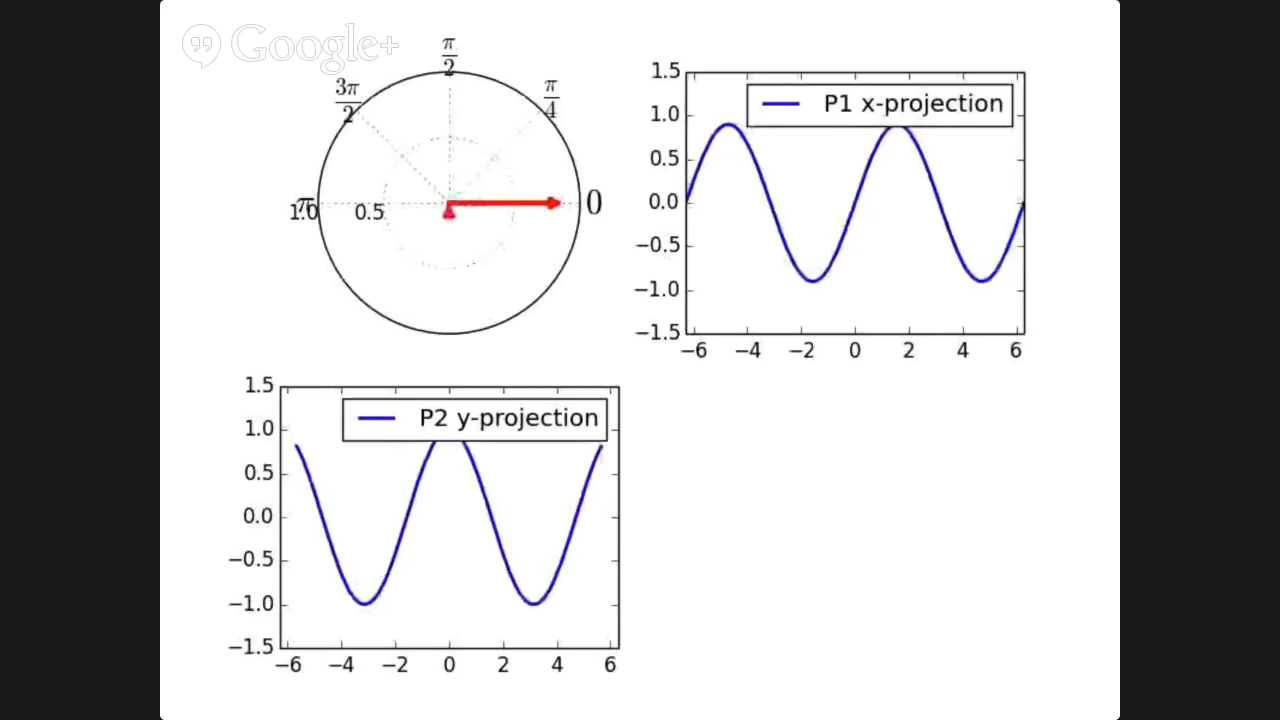 Google+
π/2
3π/2
π/4
π
0
1.0 0.5
1.5
1.0
0.5
0.0
−0.5
−1.0
−1.5
P1 x-projection
−6 −4 −2 0 2 4 6
1.5
1.0
0.5
0.0
−0.5
−1.0
−1.5
P2 y-projection
−6 −4 −2 0 2 4 6